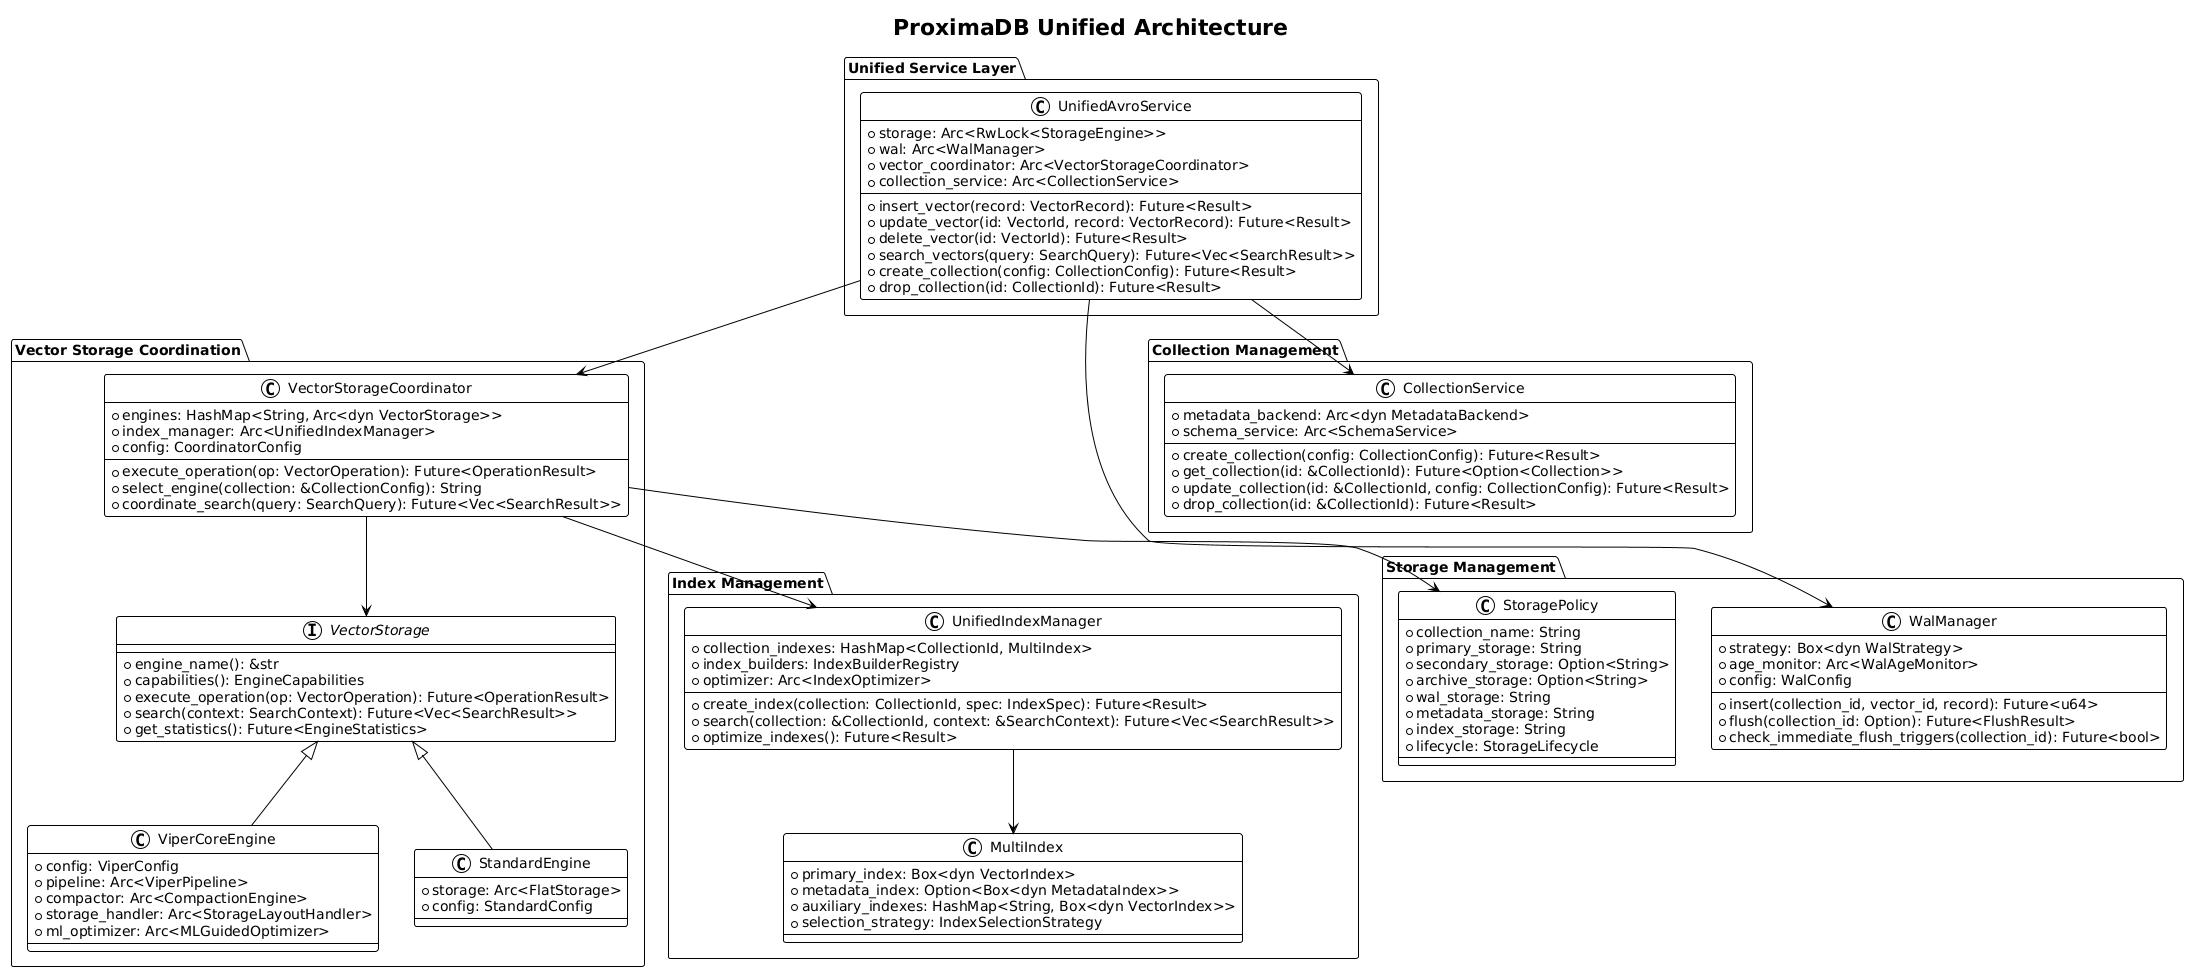 ProximaDB Unified Architecture
Unified Service Layer
C UnifiedAvroService
storage: Arc<RwLock<StorageEngine>>
wal: Arc<WalManager>
vector_coordinator: Arc<VectorStorageCoordinator>
collection_service: Arc<CollectionService>
insert_vector(record: VectorRecord): Future<Result>
update_vector(id: VectorId, record: VectorRecord): Future<Result>
delete_vector(id: VectorId): Future<Result>
search_vectors(query: SearchQuery): Future<Vec<SearchResult>>
create_collection(config: CollectionConfig): Future<Result>
drop_collection(id: CollectionId): Future<Result>
Vector Storage Coordination
C VectorStorageCoordinator
engines: HashMap<String, Arc<dyn VectorStorage>>
index_manager: Arc<UnifiedIndexManager>
config: CoordinatorConfig
execute_operation(op: VectorOperation): Future<OperationResult>
select_engine(collection: &CollectionConfig): String
coordinate_search(query: SearchQuery): Future<Vec<SearchResult>>
Collection Management
C CollectionService
metadata_backend: Arc<dyn MetadataBackend>
schema_service: Arc<SchemaService>
create_collection(config: CollectionConfig): Future<Result>
get_collection(id: &CollectionId): Future<Option<Collection>>
update_collection(id: &CollectionId, config: CollectionConfig): Future<Result>
drop_collection(id: &CollectionId): Future<Result>
I VectorStorage
engine_name(): &str
capabilities(): EngineCapabilities
execute_operation(op: VectorOperation): Future<OperationResult>
search(context: SearchContext): Future<Vec<SearchResult>>
get_statistics(): Future<EngineStatistics>
Index Management
C UnifiedIndexManager
collection_indexes: HashMap<CollectionId, MultiIndex>
index_builders: IndexBuilderRegistry
optimizer: Arc<IndexOptimizer>
create_index(collection: CollectionId, spec: IndexSpec): Future<Result>
search(collection: &CollectionId, context: &SearchContext): Future<Vec<SearchResult>>
optimize_indexes(): Future<Result>
Storage Management
C StoragePolicy
collection_name: String
primary_storage: String
secondary_storage: Option<String>
archive_storage: Option<String>
wal_storage: String
metadata_storage: String
index_storage: String
lifecycle: StorageLifecycle
C WalManager
strategy: Box<dyn WalStrategy>
age_monitor: Arc<WalAgeMonitor>
config: WalConfig
insert(collection_id, vector_id, record): Future<u64>
flush(collection_id: Option): Future<FlushResult>
check_immediate_flush_triggers(collection_id): Future<bool>
C ViperCoreEngine
config: ViperConfig
pipeline: Arc<ViperPipeline>
compactor: Arc<CompactionEngine>
storage_handler: Arc<StorageLayoutHandler>
ml_optimizer: Arc<MLGuidedOptimizer>
C StandardEngine
storage: Arc<FlatStorage>
config: StandardConfig
C MultiIndex
primary_index: Box<dyn VectorIndex>
metadata_index: Option<Box<dyn MetadataIndex>>
auxiliary_indexes: HashMap<String, Box<dyn VectorIndex>>
selection_strategy: IndexSelectionStrategy